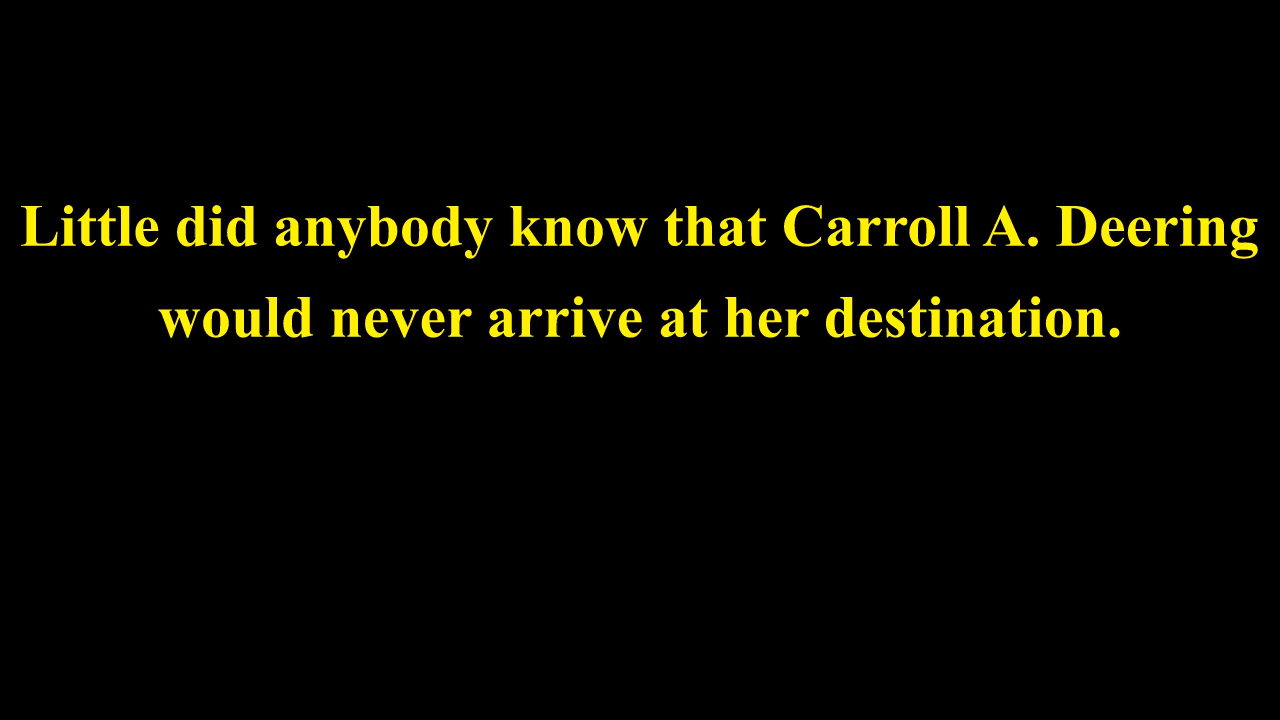 Little did anybody know that Carroll A. Deering
would never arrive at her destination.